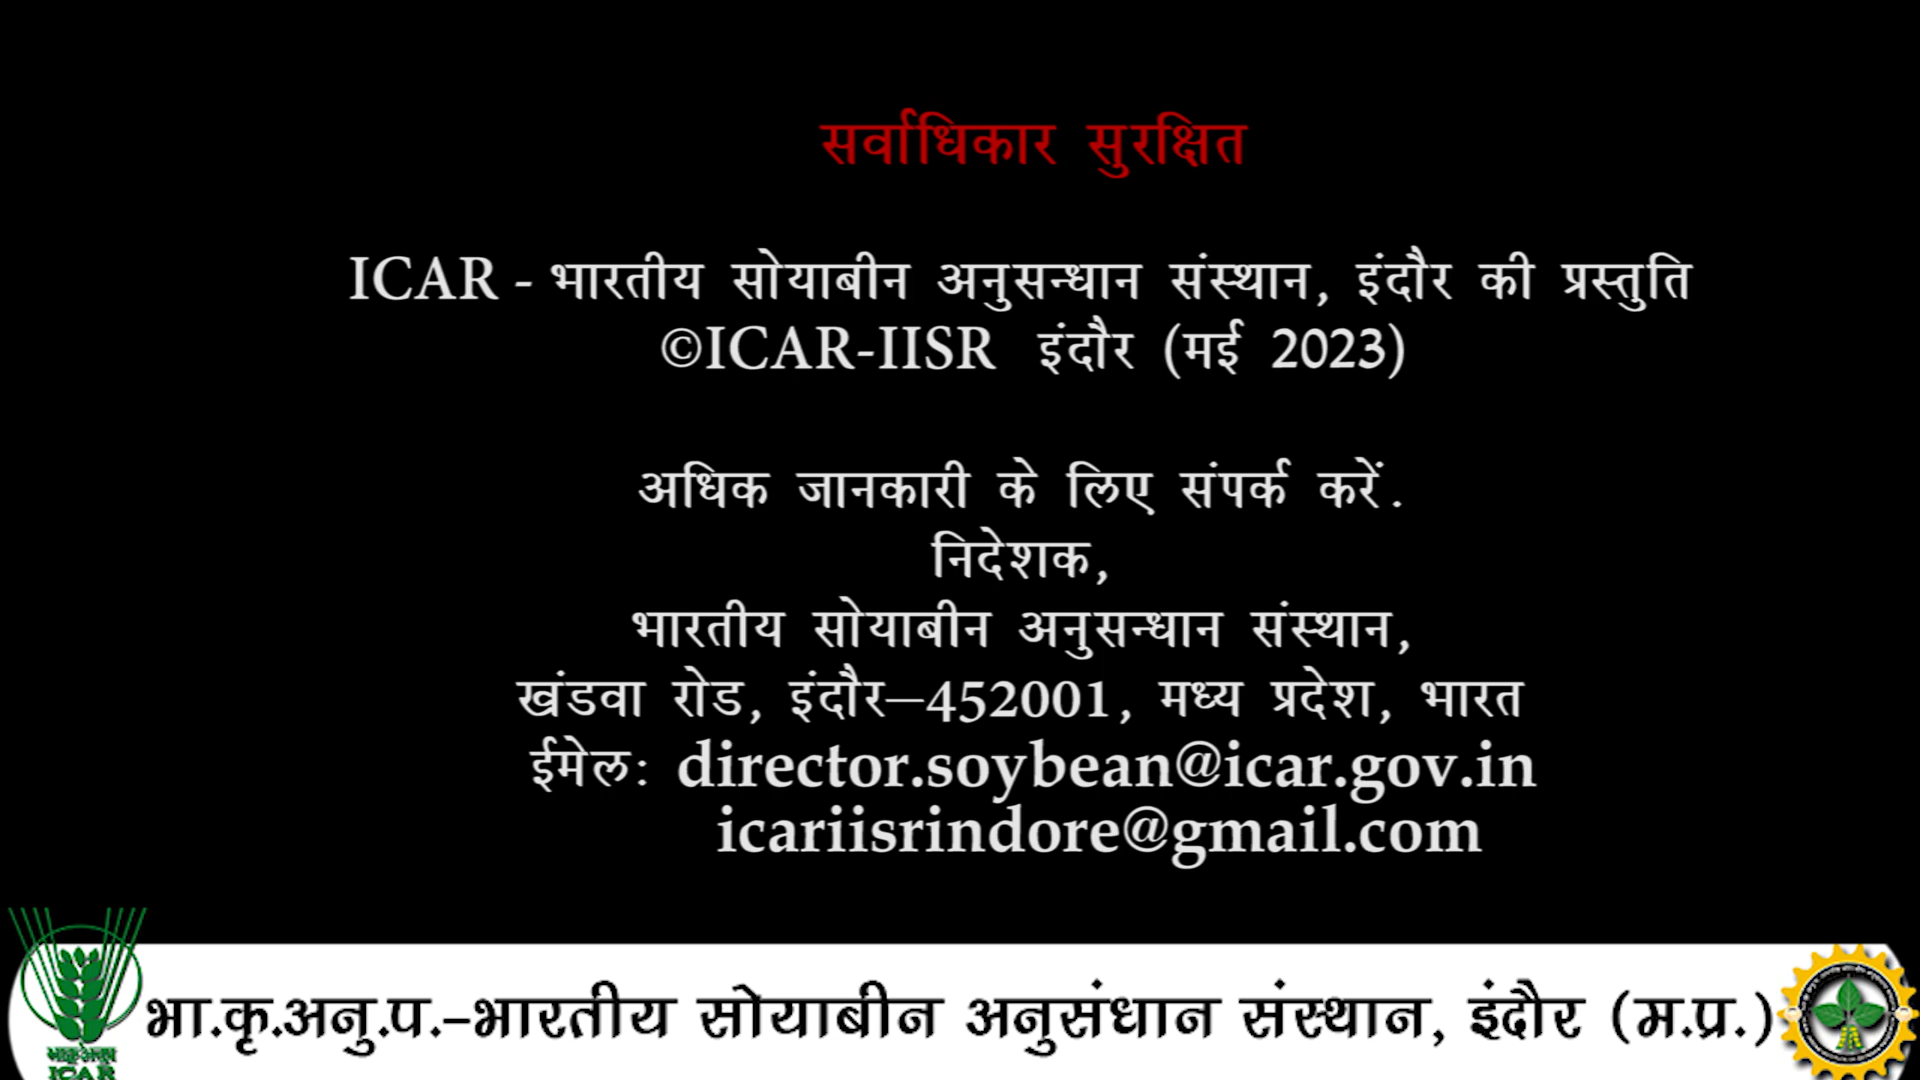 सर्वाधिकार सुरक्षित
ICAR - भारतीय सोयाबीन अनुसन्धान संस्थान, इंदौर की प्रस्तुति
©ICAR-IISR इंदौर (मई 2023)
अधिक जानकारी के लिए संपर्क करें.
निदेशक,
भारतीय सोयाबीन अनुसन्धान संस्थान,
खंडवा रोड, इंदौर–452001, मध्य प्रदेश, भारत
ईमेल: director.soybean@icar.gov.in
icariisrindore@gmail.com
भा.कृ.अनु.प.-भारतीय सोयाबीन अनुसंधान संस्थान, इंदौर (म.प्र.)
भाकृअनुप
ICAR